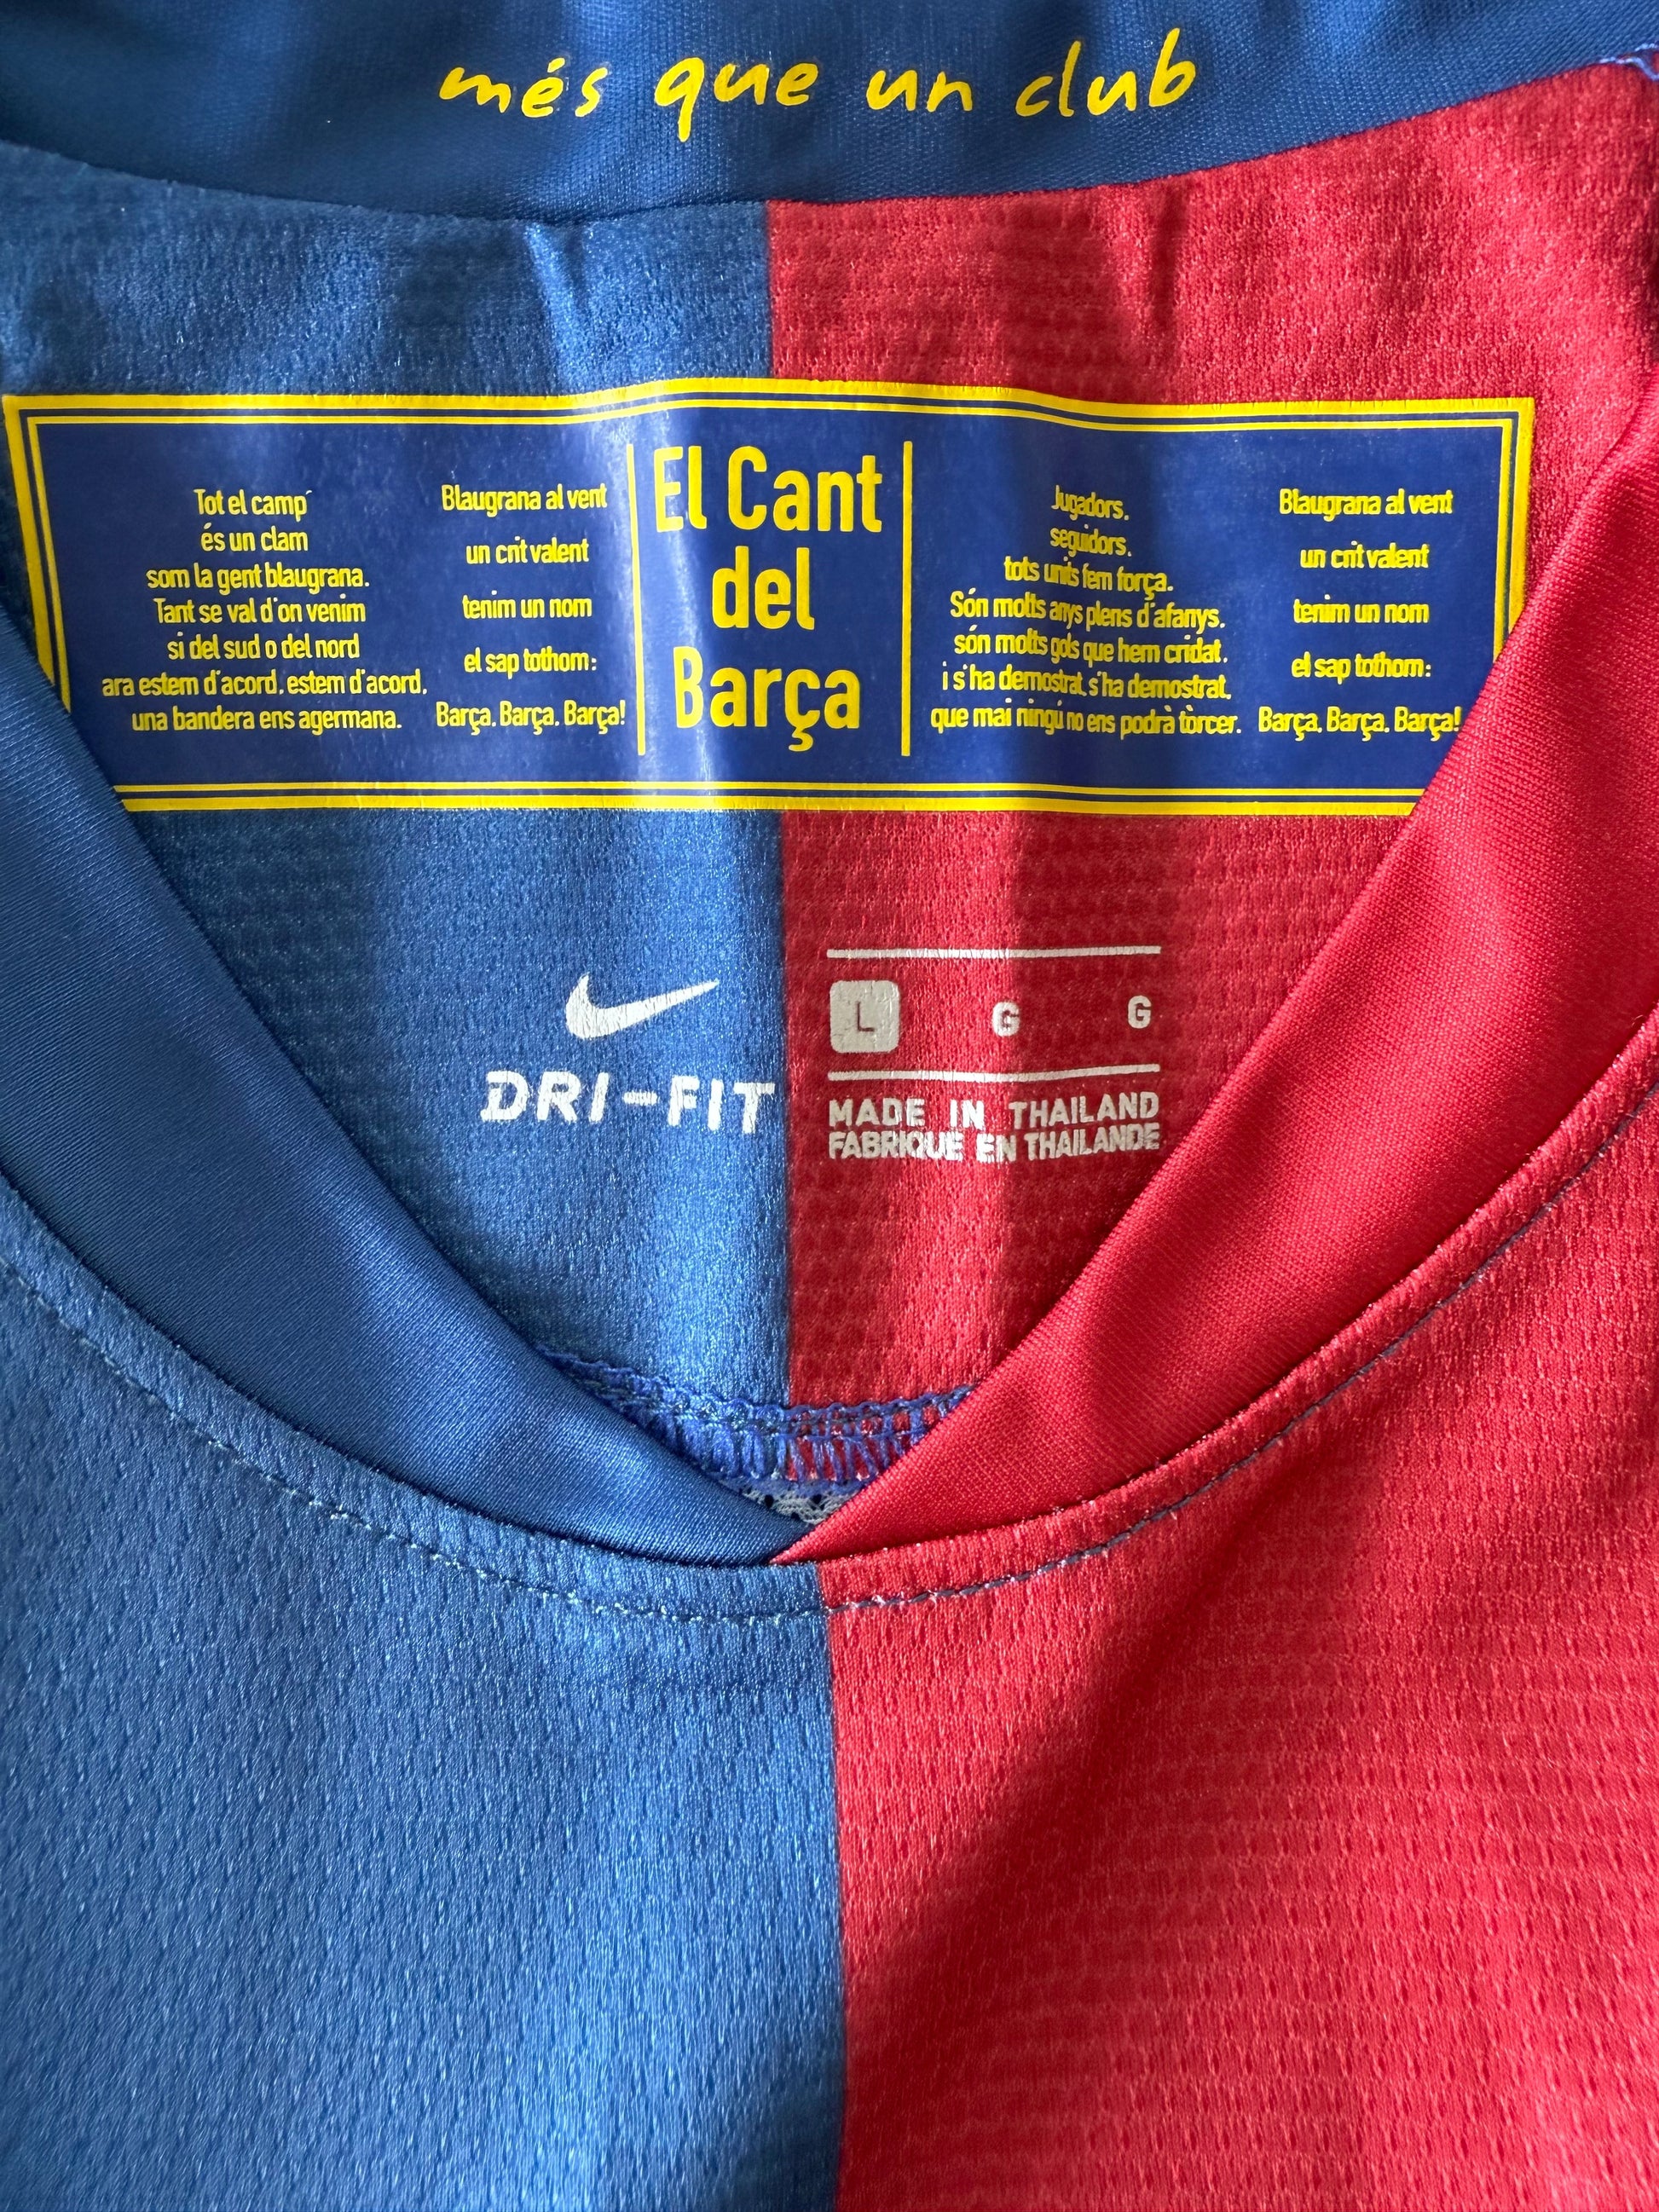 més que un club
Tot el camp
és un clam
som la gent blaugrana.
Tant se val d'on venim
si del sud o del nord
ara estem d'acord, estem d'acord,
una bandera ens agermana.
Blaugrana al vent
un crit valent
tenim un nom
el sap tothom:
Barça, Barça, Barça!
El Cant
del
Barça
Jugadors,
seguidors,
tots units fem força.
Són molts anys plens d'afanys,
són molts gols que hem cridat,
i s'ha demostrat, s'ha demostrat,
que mai ningú no ens podrà tòrcer.
Blaugrana al vent
un crit valent
tenim un nom
el sap tothom:
Barça, Barça, Barça!
DRI-FIT
L G G
MADE IN THAILAND
FABRIQUE EN THAILANDE